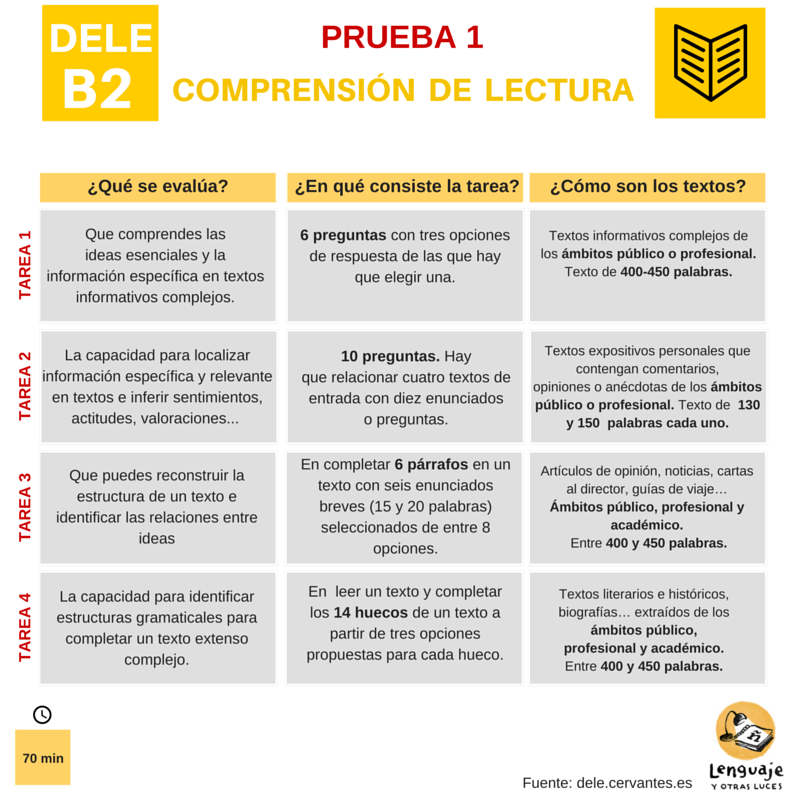 DELE
B2
PRUEBA 1
COMPRENSIÓN DE LECTURA
¿Qué se evalúa?
¿En qué consiste la tarea?
¿Cómo son los textos?
TAREA 1
Que comprendes las
ideas esenciales y la
información específica en textos
informativos complejos.
6 preguntas con tres opciones
de respuesta de las que hay
que elegir una.
Textos informativos complejos de
los ámbitos público o profesional.
Texto de 400-450 palabras.
TAREA 2
La capacidad para localizar
información específica y relevante
en textos e inferir sentimientos,
actitudes, valoraciones...
10 preguntas. Hay
que relacionar cuatro textos de
entrada con diez enunciados
o preguntas.
Textos expositivos personales que
contengan comentarios,
opiniones o anécdotas de los ámbitos
público o profesional. Texto de 130
y 150 palabras cada uno.
TAREA 3
Que puedes reconstruir la
estructura de un texto e
identificar las relaciones entre
ideas
En completar 6 párrafos en un
texto con seis enunciados
breves (15 y 20 palabras)
seleccionados de entre 8
opciones.
Artículos de opinión, noticias, cartas
al director, guías de viaje…
Ámbitos público, profesional y
académico.
Entre 400 y 450 palabras.
TAREA 4
La capacidad para identificar
estructuras gramaticales para
completar un texto extenso
complejo.
En leer un texto y completar
los 14 huecos de un texto a
partir de tres opciones
propuestas para cada hueco.
Textos literarios e históricos,
biografías… extraídos de los
ámbitos público,
profesional y académico.
Entre 400 y 450 palabras.
70 min
Fuente: dele.cervantes.es
ñ
Lenguaje
Y OTRAS LUCES